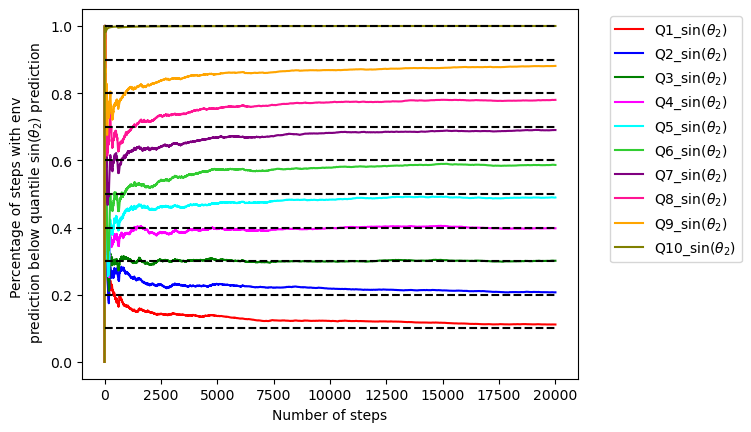 Percentage of steps with env
prediction below quantile sin(θ₂) prediction
1.0
0.8
0.6
0.4
0.2
0.0
0
2500
5000
7500
10000
12500
15000
17500
20000
Number of steps
Q1_sin(θ₂)
Q2_sin(θ₂)
Q3_sin(θ₂)
Q4_sin(θ₂)
Q5_sin(θ₂)
Q6_sin(θ₂)
Q7_sin(θ₂)
Q8_sin(θ₂)
Q9_sin(θ₂)
Q10_sin(θ₂)